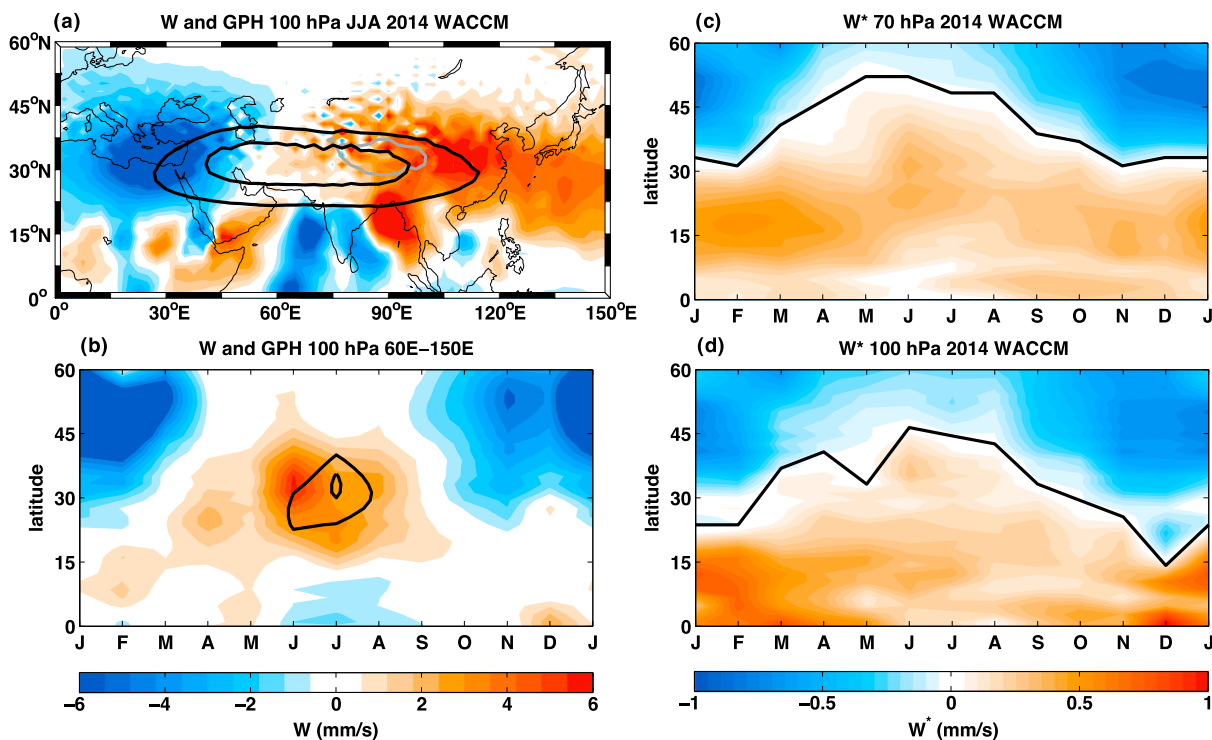 (a) W and GPH 100 hPa JJA 2014 WACCM
60°N
45°N
30°N
15°N
0°
0° 30°E 60°E 90°E 120°E 150°E
(b) W and GPH 100 hPa 60E–150E
latitude
60
45
30
15
0
J F M A M J J A S O N D J
−6 −4 −2 0 2 4 6
W (mm/s)
(c) W* 70 hPa 2014 WACCM
latitude
60
45
30
15
0
J F M A M J J A S O N D J
(d) W* 100 hPa 2014 WACCM
latitude
60
45
30
15
0
J F M A M J J A S O N D J
−1 −0.5 0 0.5 1
W* (mm/s)